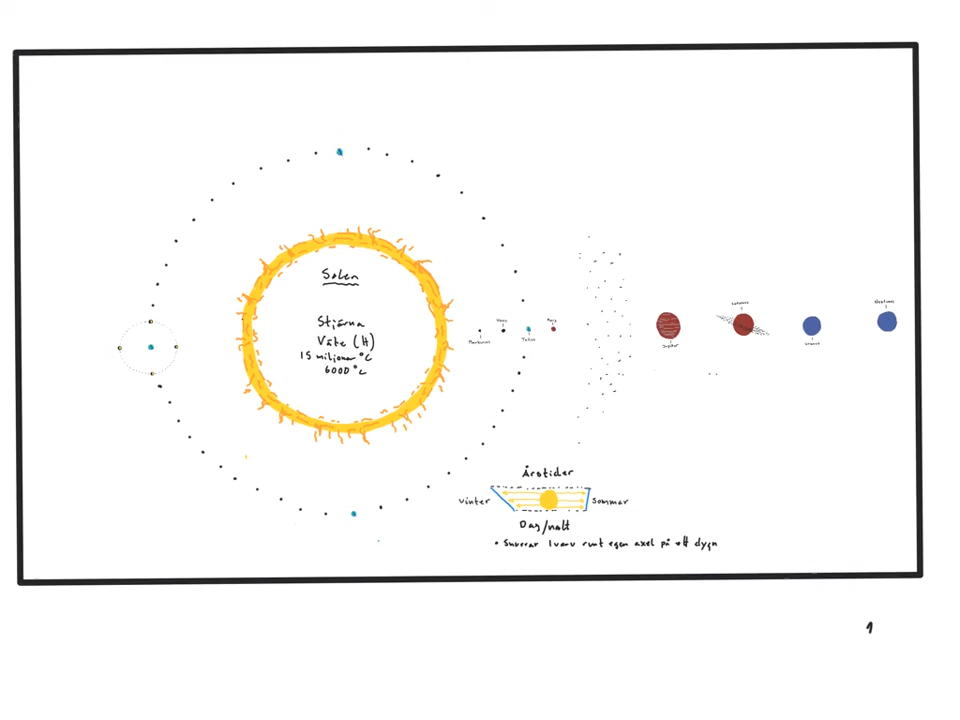 Solen
Stjärna
Väte (H)
15 miljoner °C
6000 °C
Merkurius
Venus
Tellus
Mars
Jupiter
Saturnus
Uranus
Neptunus
Årstider
Vinter
Sommar
Dag/natt
• Snurrar 1 varv runt egen axel på ett dygn
1